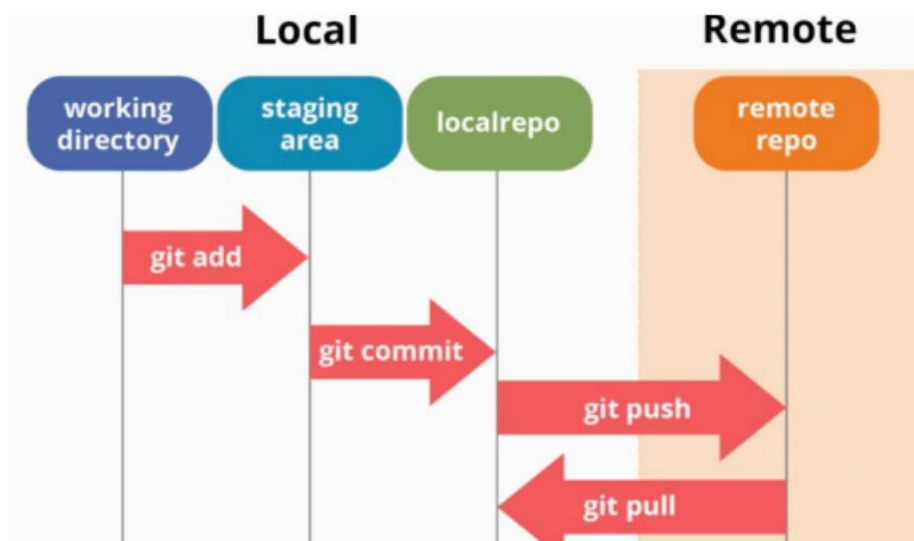 Local
Remote
working
directory
staging
area
localrepo
remote
repo
git add
git commit
git push
git pull